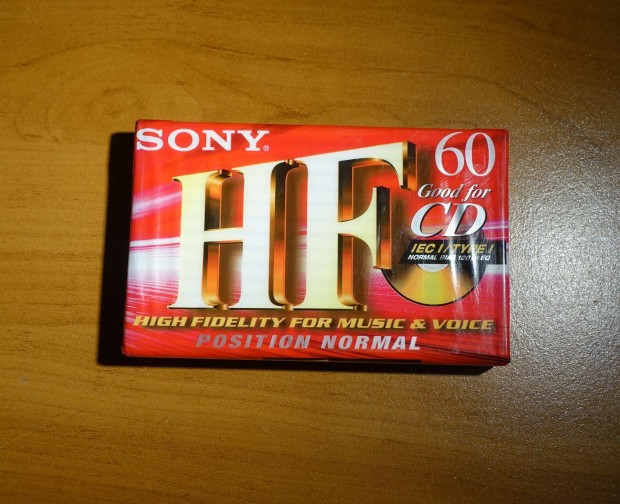 SONY®
60
HF
Good for
CD
IEC I / TYPE I
NORMAL BIAS 120 µs EQ
HIGH FIDELITY FOR MUSIC & VOICE
POSITION NORMAL